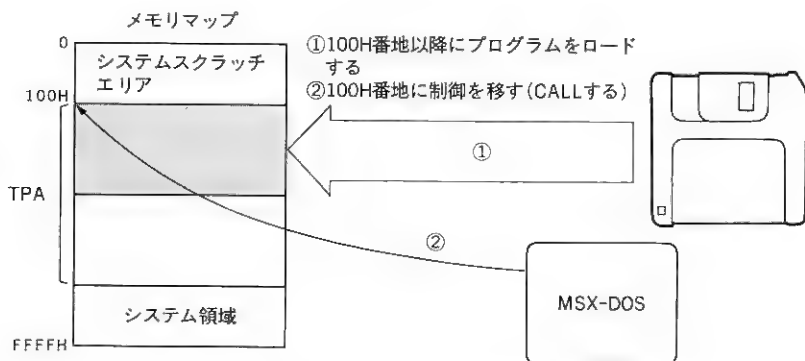 メモリマップ
0
システムスクラッチ
エリア
100H
TPA
システム領域
FFFFH
①100H番地以降にプログラムをロード
する
②100H番地に制御を移す(CALLする)
①
②
MSX-DOS